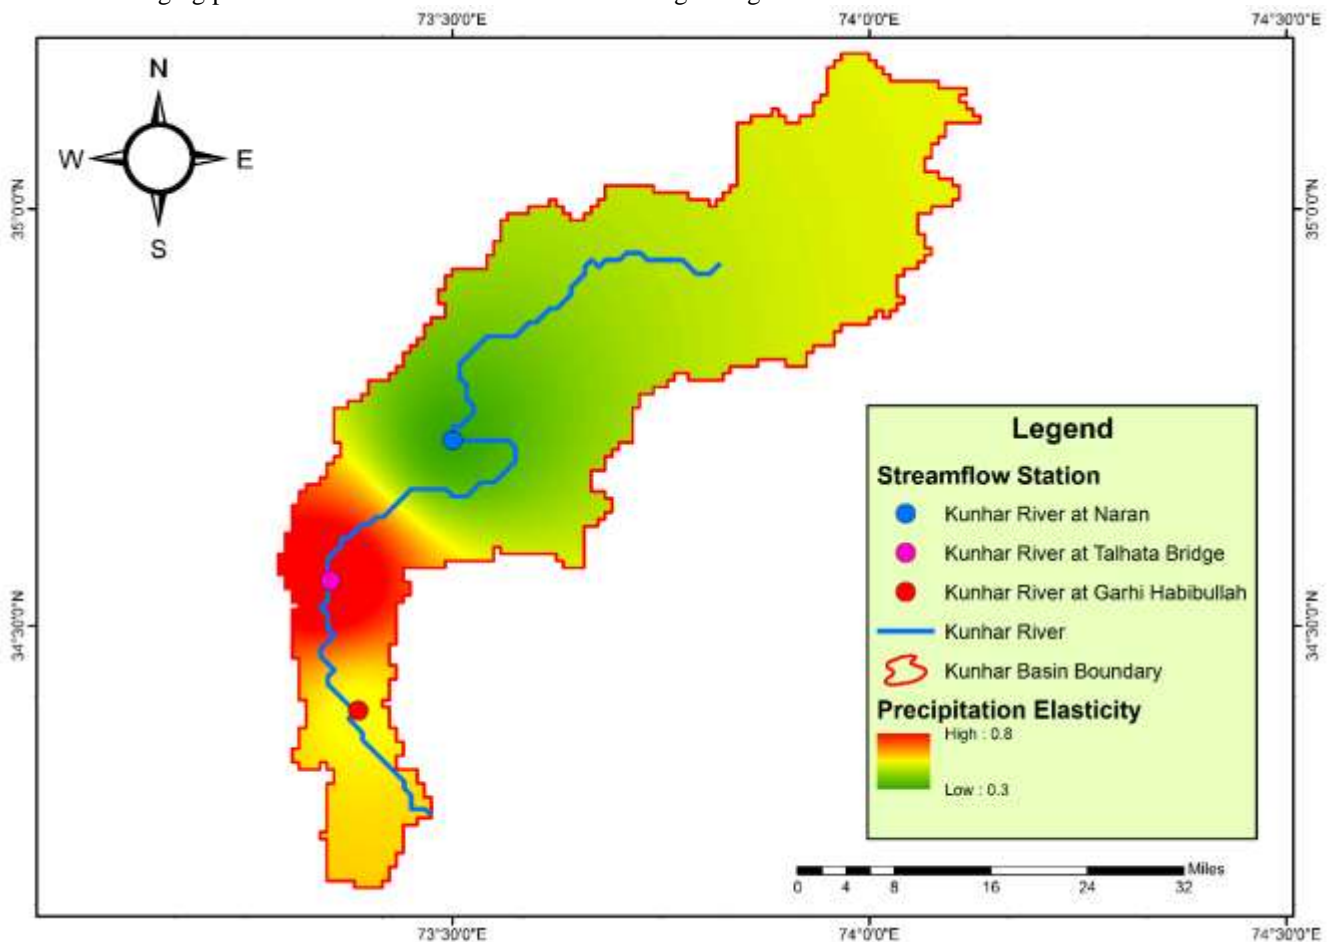 73°30'0"E 74°0'0"E 74°30'0"E
N
W E
S
35°0'0"N 35°0'0"N
34°30'0"N 34°30'0"N
Legend
Streamflow Station
Kunhar River at Naran
Kunhar River at Talhata Bridge
Kunhar River at Garhi Habibullah
Kunhar River
Kunhar Basin Boundary
Precipitation Elasticity
High : 0.8
Low : 0.3
Miles
0 4 8 16 24 32
73°30'0"E 74°0'0"E 74°30'0"E